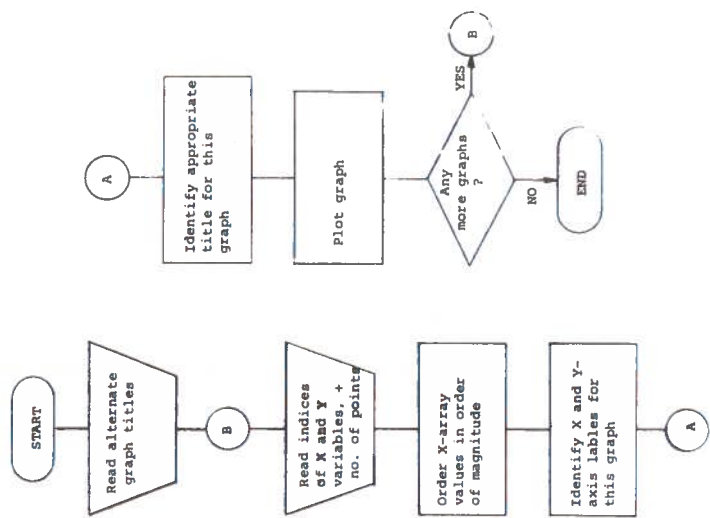 START
Read alternate
graph titles
B
Read indices
of X and Y
variables, +
no. of points
Order X-array
values in order
of magnitude
Identify X and Y-
axis lables for
this graph
A
A
Identify appropriate
title for this
graph
Plot graph
Any
more graphs
?
YES
B
NO
END